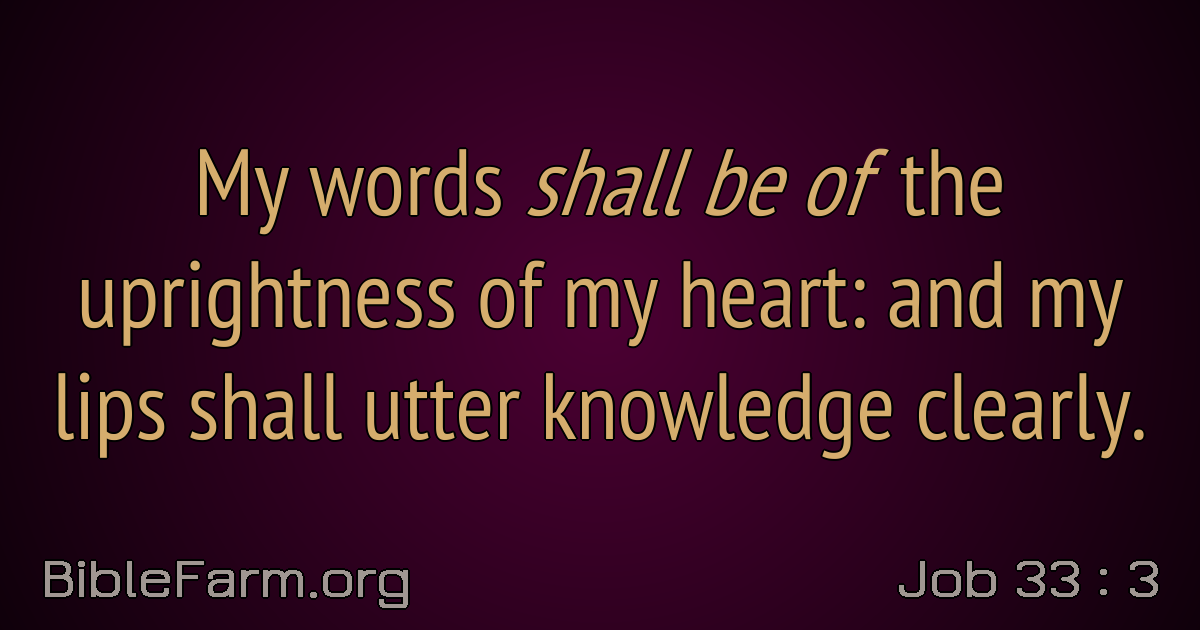 My words shall be of the
uprightness of my heart: and my
lips shall utter knowledge clearly.
BibleFarm.org
Job 33 : 3